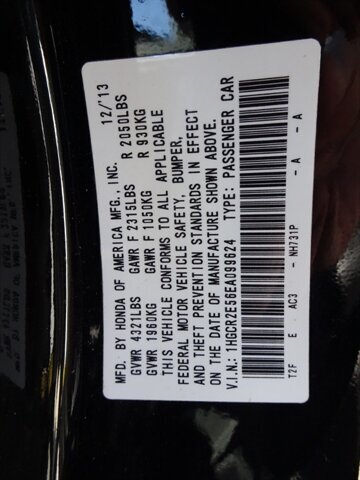 MFD. BY HONDA OF AMERICA MFG., INC. 12/'13
GVWR 4321LBS GAWR F 2315LBS R 2050LBS
GVWR 1960KG GAWR F 1050KG R 930KG
THIS VEHICLE CONFORMS TO ALL APPLICABLE
FEDERAL MOTOR VEHICLE SAFETY, BUMPER,
AND THEFT PREVENTION STANDARDS IN EFFECT
ON THE DATE OF MANUFACTURE SHOWN ABOVE.
V.I.N.: 1HGCR2E56EA099624 TYPE: PASSENGER CAR
T2F E AC3 - NH731P - A - A